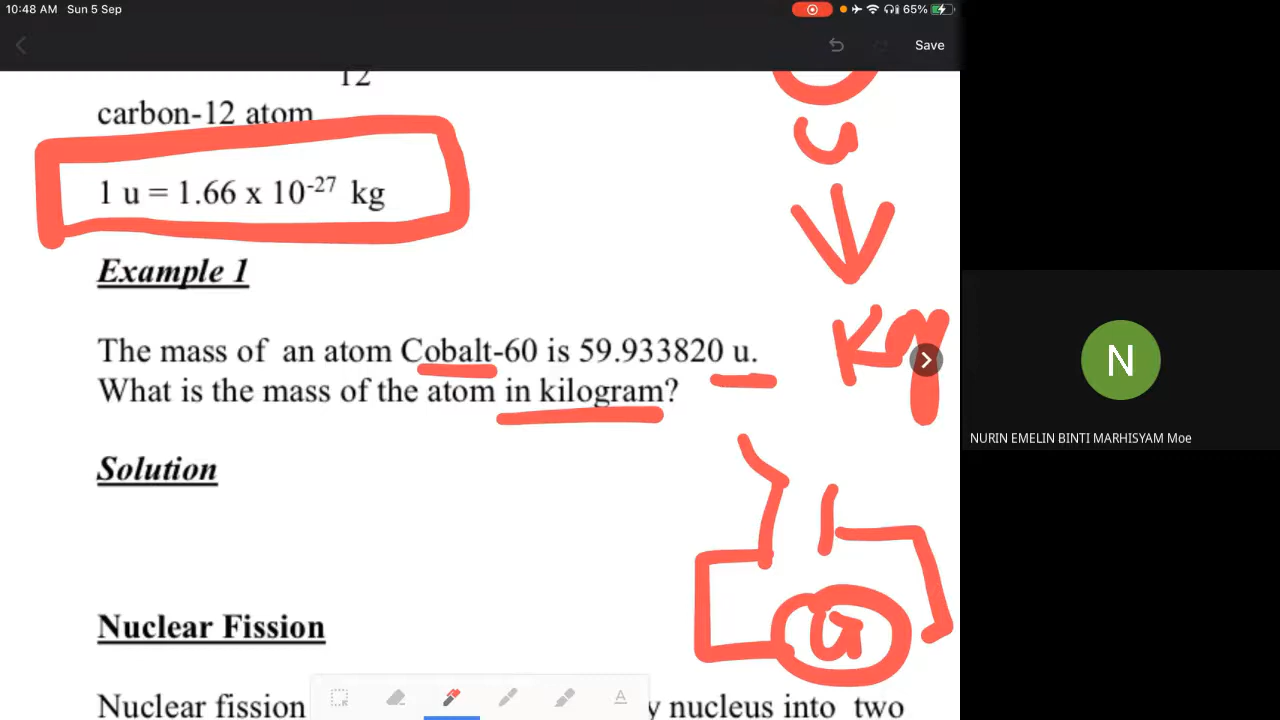 10:48 AM Sun 5 Sep
65%
Save
12
carbon-12 atom
1 u = 1.66 x 10⁻²⁷ kg
u
Kg
Example 1
The mass of an atom Cobalt-60 is 59.933820 u.
What is the mass of the atom in kilogram?
Solution
G
Nuclear Fission
A
Nuclear fission
y nucleus into two
N
NURIN EMELIN BINTI MARHISYAM Moe